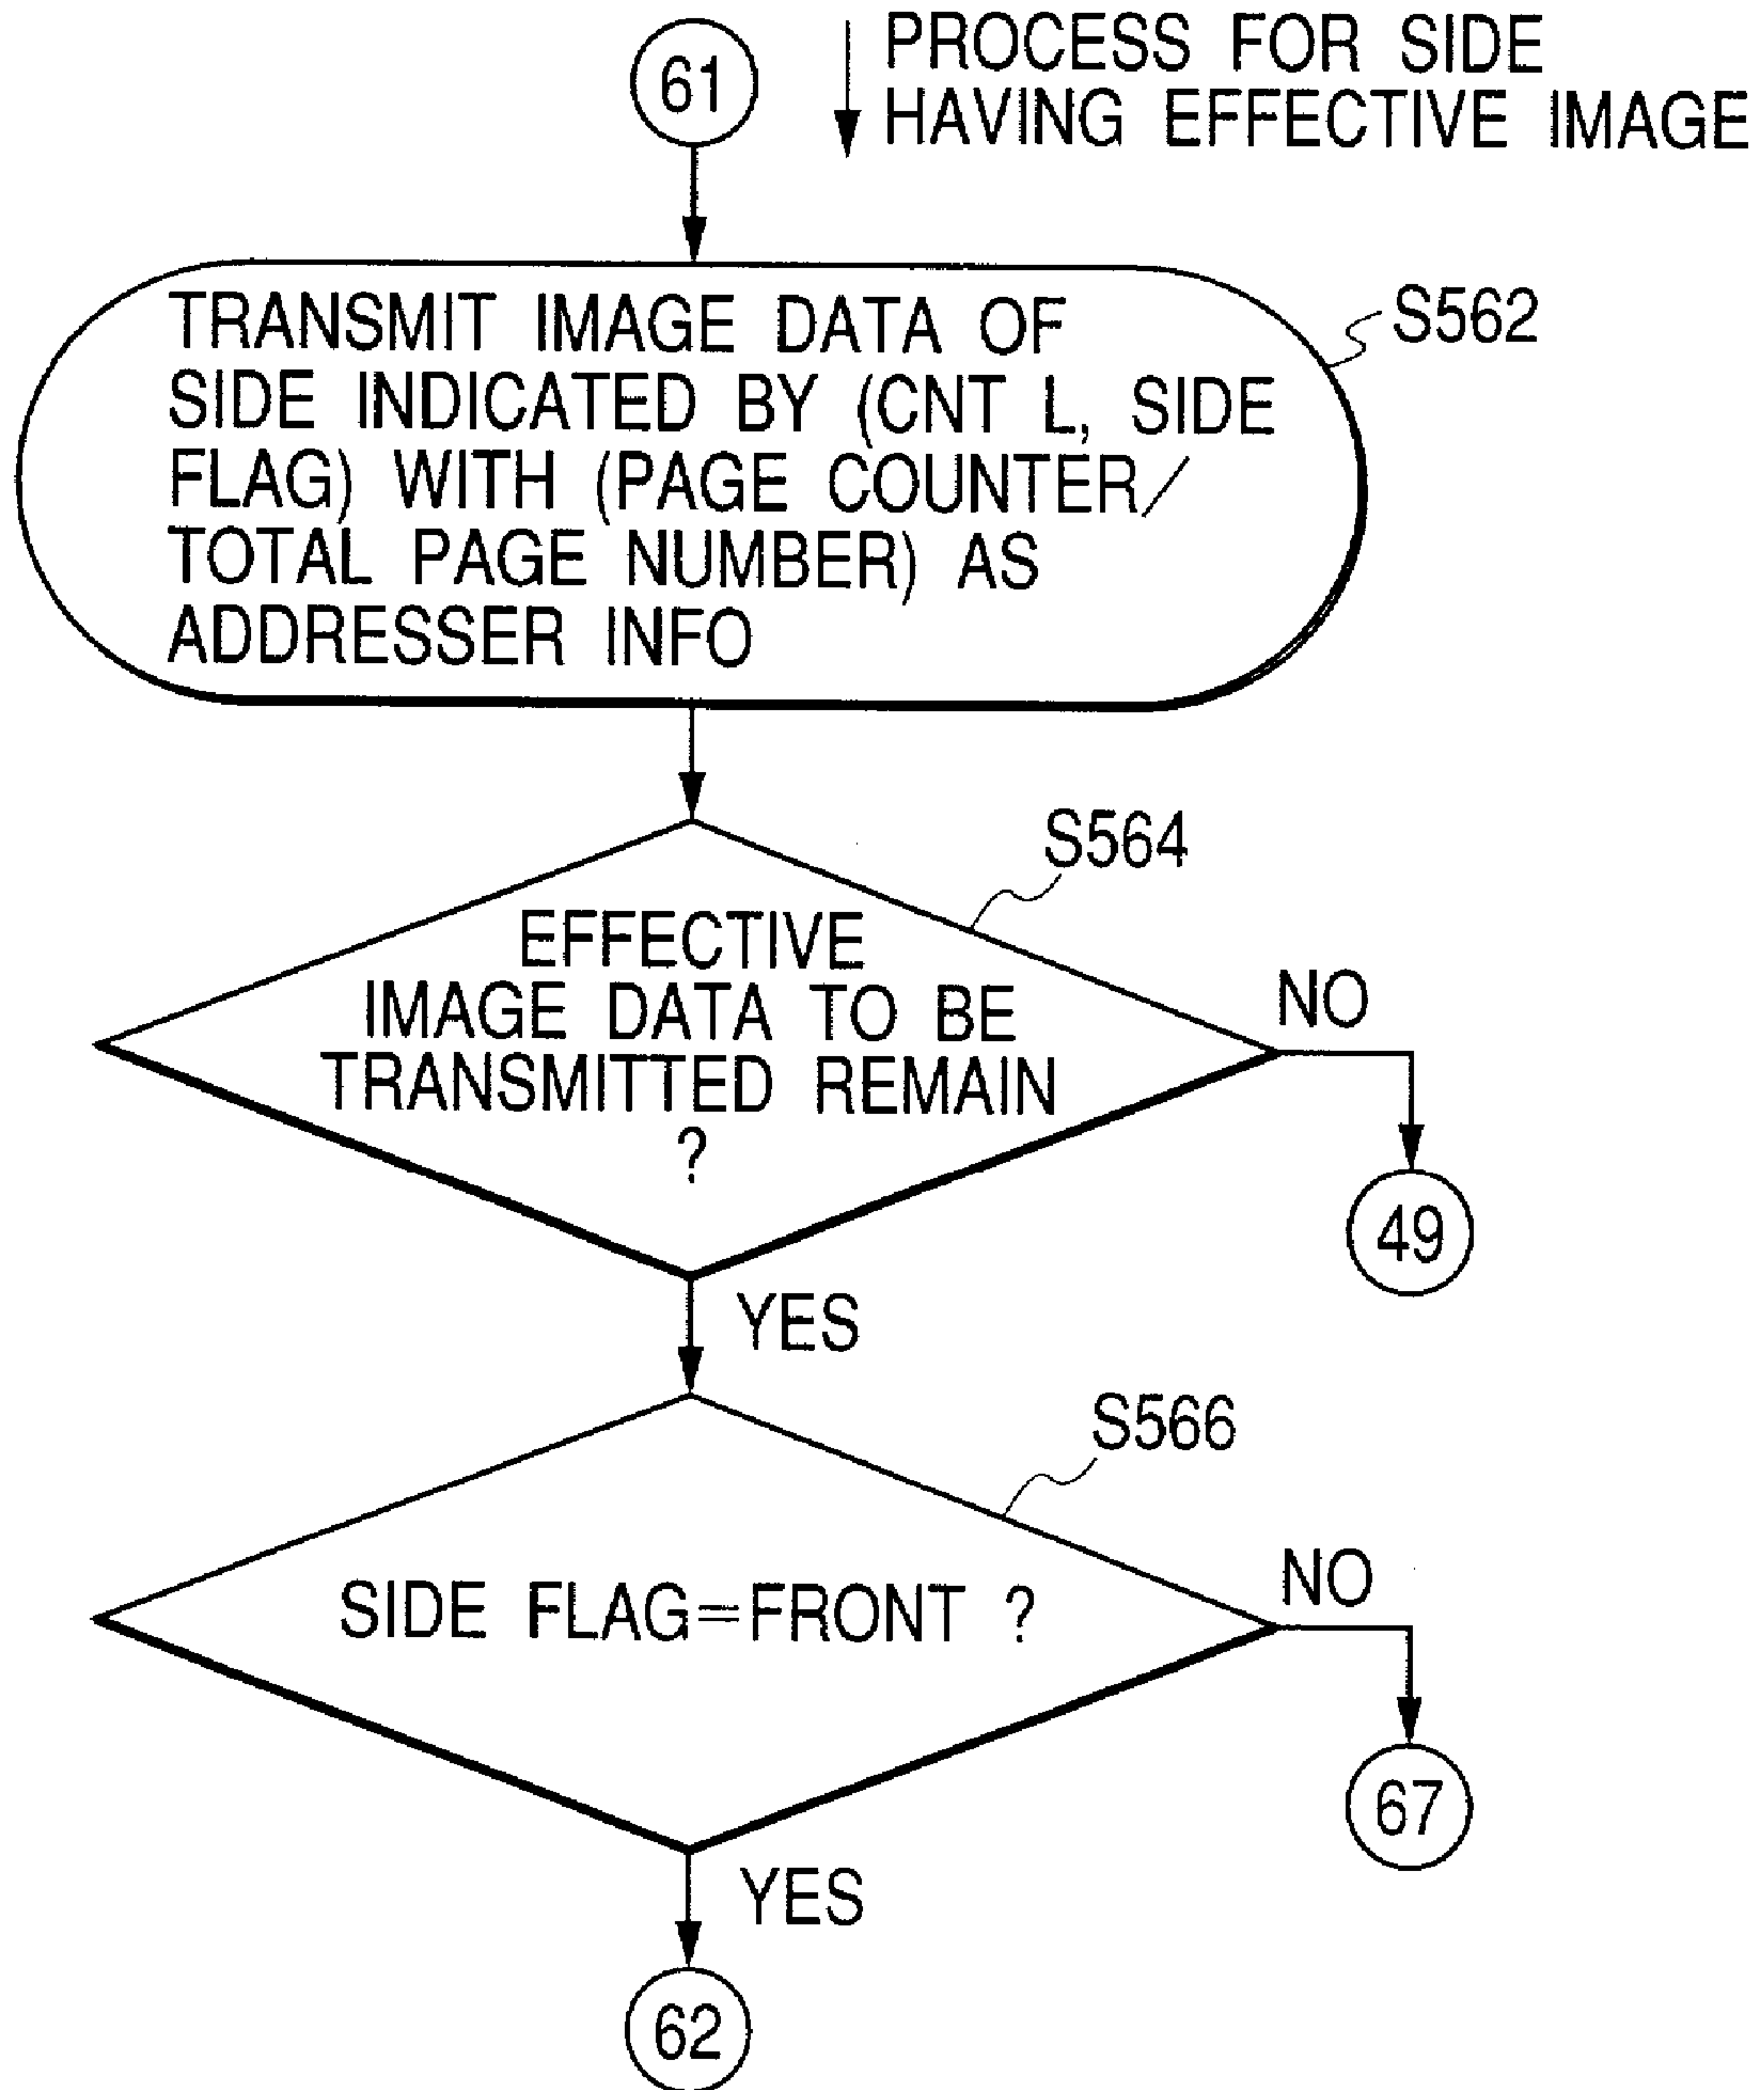 61
PROCESS FOR SIDE
HAVING EFFECTIVE IMAGE
TRANSMIT IMAGE DATA OF
SIDE INDICATED BY (CNT L, SIDE
FLAG) WITH (PAGE COUNTER/
TOTAL PAGE NUMBER) AS
ADDRESSER INFO
S562
S564
EFFECTIVE
IMAGE DATA TO BE
TRANSMITTED REMAIN
?
NO
49
YES
S566
SIDE FLAG=FRONT ?
NO
67
YES
62